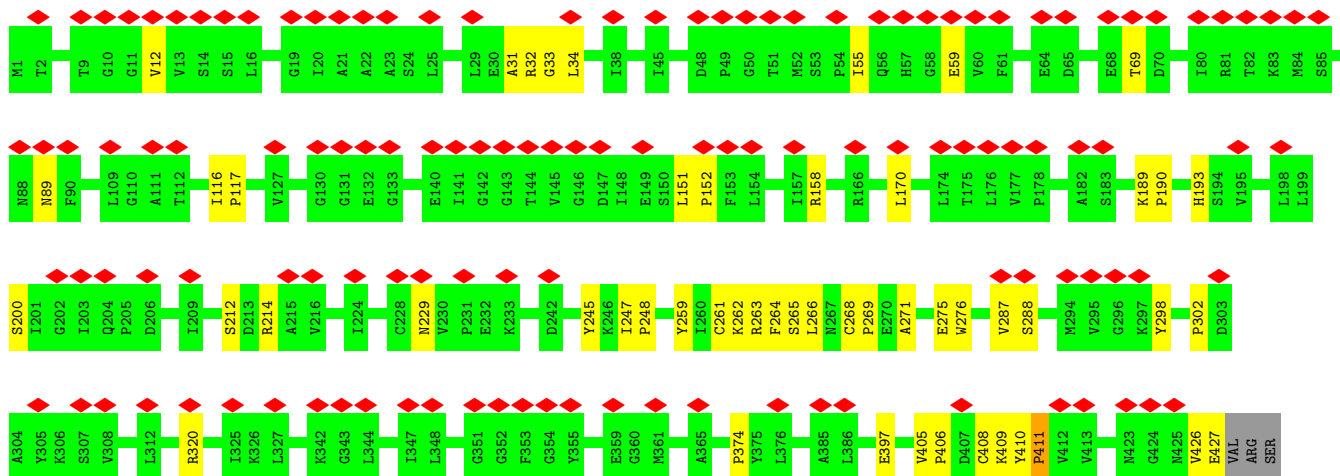 M1 T2 T9 G10 G11 V12 V13 S14 S15 L16 G19 I20 A21 A22 A23 S24 L25 L29 E30 A31 R32 G33 L34 I38 I45 D48 P49 G50 T51 M52 S53 P54 I55 Q56 H57 G58 E59 V60 F61 E64 D65 E68 T69 D70 I80 R81 T82 K83 M84 S85
N88 N89 F90 L109 G110 A111 T112 I116 P117 V127 G130 G131 E132 G133 E140 I141 G142 G143 T144 V145 G146 D147 I148 E149 S150 L151 P152 F153 L154 I157 R158 R166 L170 L174 T175 L176 V177 P178 A182 S183 K189 P190 H193 S194 V195 L198 L199
S200 I201 G202 I203 Q204 P205 D206 I209 S212 D213 R214 A215 V216 I224 C228 N229 V230 P231 E232 K233 D242 Y245 K246 I247 P248 Y259 I260 C261 K262 R263 F264 S265 L266 N267 C268 P269 E270 A271 E275 W276 V287 S288 M294 V295 G296 K297 Y298 P302 D303
A304 Y305 K306 S307 V308 L312 R320 I325 K326 L327 K342 G343 L344 I347 L348 G351 G352 F353 G354 Y355 E359 G360 M361 A365 P374 Y375 L376 A385 L386 E397 V405 P406 D407 C408 K409 Y410 P411 V412 V413 N423 G424 N425 V426 E427 VAL ARG SER